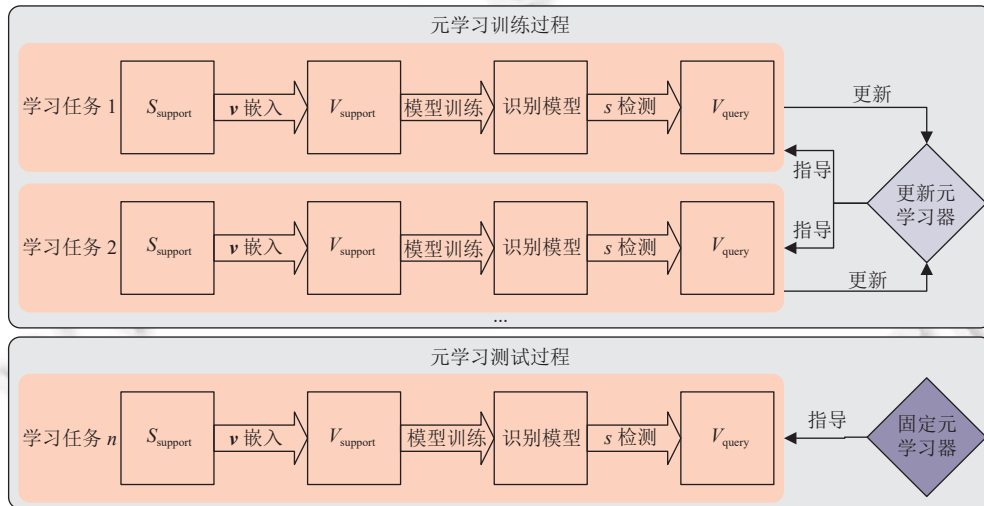 元学习训练过程
学习任务 1
S_support
v 嵌入
V_support
模型训练
识别模型
s 检测
V_query
更新
指导
更新元
学习器
学习任务 2
S_support
v 嵌入
V_support
模型训练
识别模型
s 检测
V_query
指导
更新
...
元学习测试过程
学习任务 n
S_support
v 嵌入
V_support
模型训练
识别模型
s 检测
V_query
指导
固定元
学习器